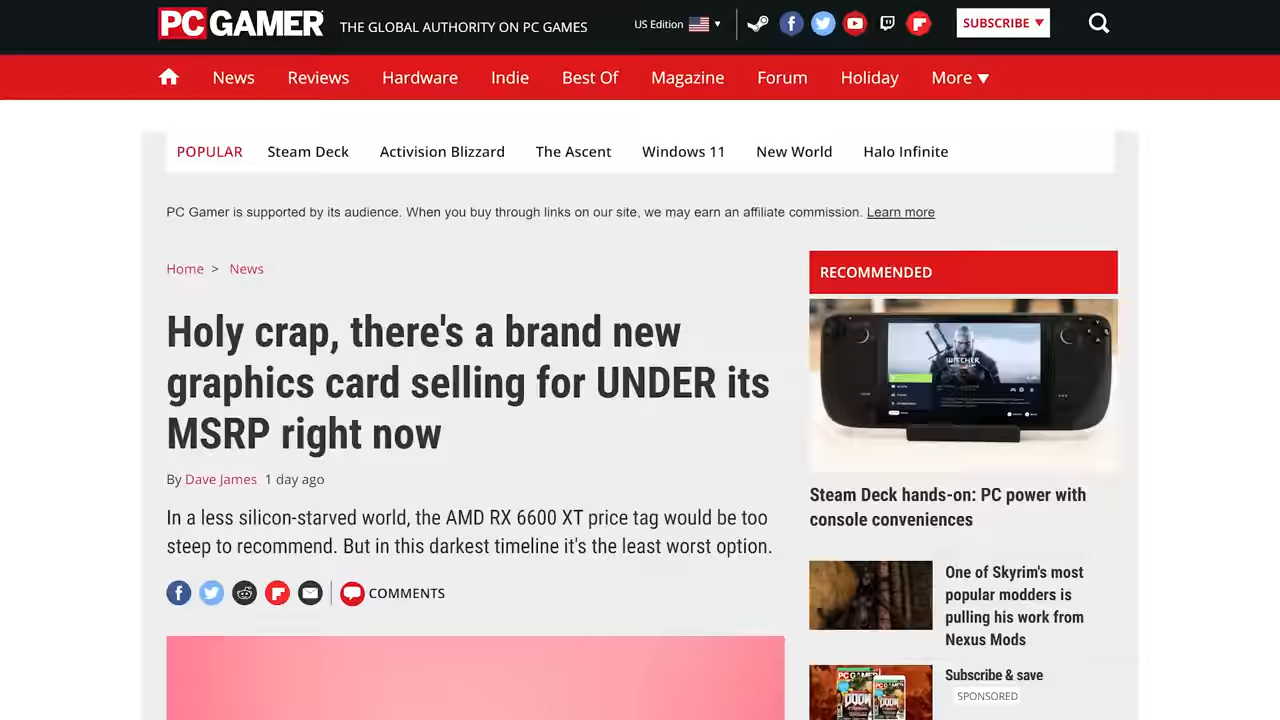 PC GAMER
THE GLOBAL AUTHORITY ON PC GAMES
US Edition
SUBSCRIBE
News Reviews Hardware Indie Best Of Magazine Forum Holiday More
POPULAR Steam Deck Activision Blizzard The Ascent Windows 11 New World Halo Infinite
PC Gamer is supported by its audience. When you buy through links on our site, we may earn an affiliate commission. Learn more
Home > News
Holy crap, there's a brand new
graphics card selling for UNDER its
MSRP right now
By Dave James 1 day ago
In a less silicon-starved world, the AMD RX 6600 XT price tag would be too
steep to recommend. But in this darkest timeline it's the least worst option.
COMMENTS
RECOMMENDED
WITCHER
Steam Deck hands-on: PC power with
console conveniences
One of Skyrim's most
popular modders is
pulling his work from
Nexus Mods
Subscribe & save
SPONSORED
PC GAMER
DOOM
DOOM